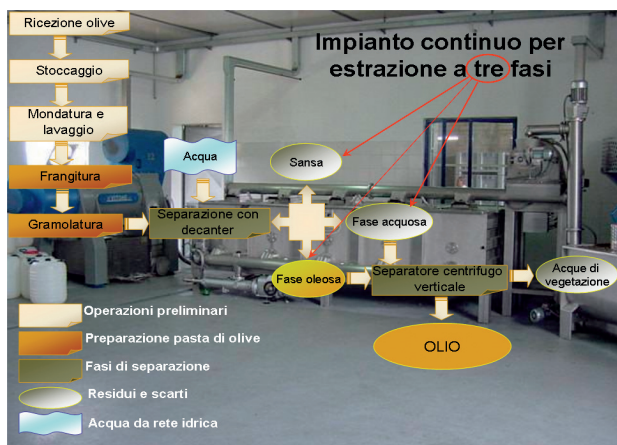 Ricezione olive
Impianto continuo per
estrazione a tre fasi
Stoccaggio
Mondatura e
lavaggio
Acqua
Sansa
Frangitura
Gramolatura
Separazione con
decanter
Fase acquosa
Fase oleosa
Separatore centrifugo
verticale
Acque di
vegetazione
OLIO
Operazioni preliminari
Preparazione pasta di olive
Fasi di separazione
Residui e scarti
Acqua da rete idrica